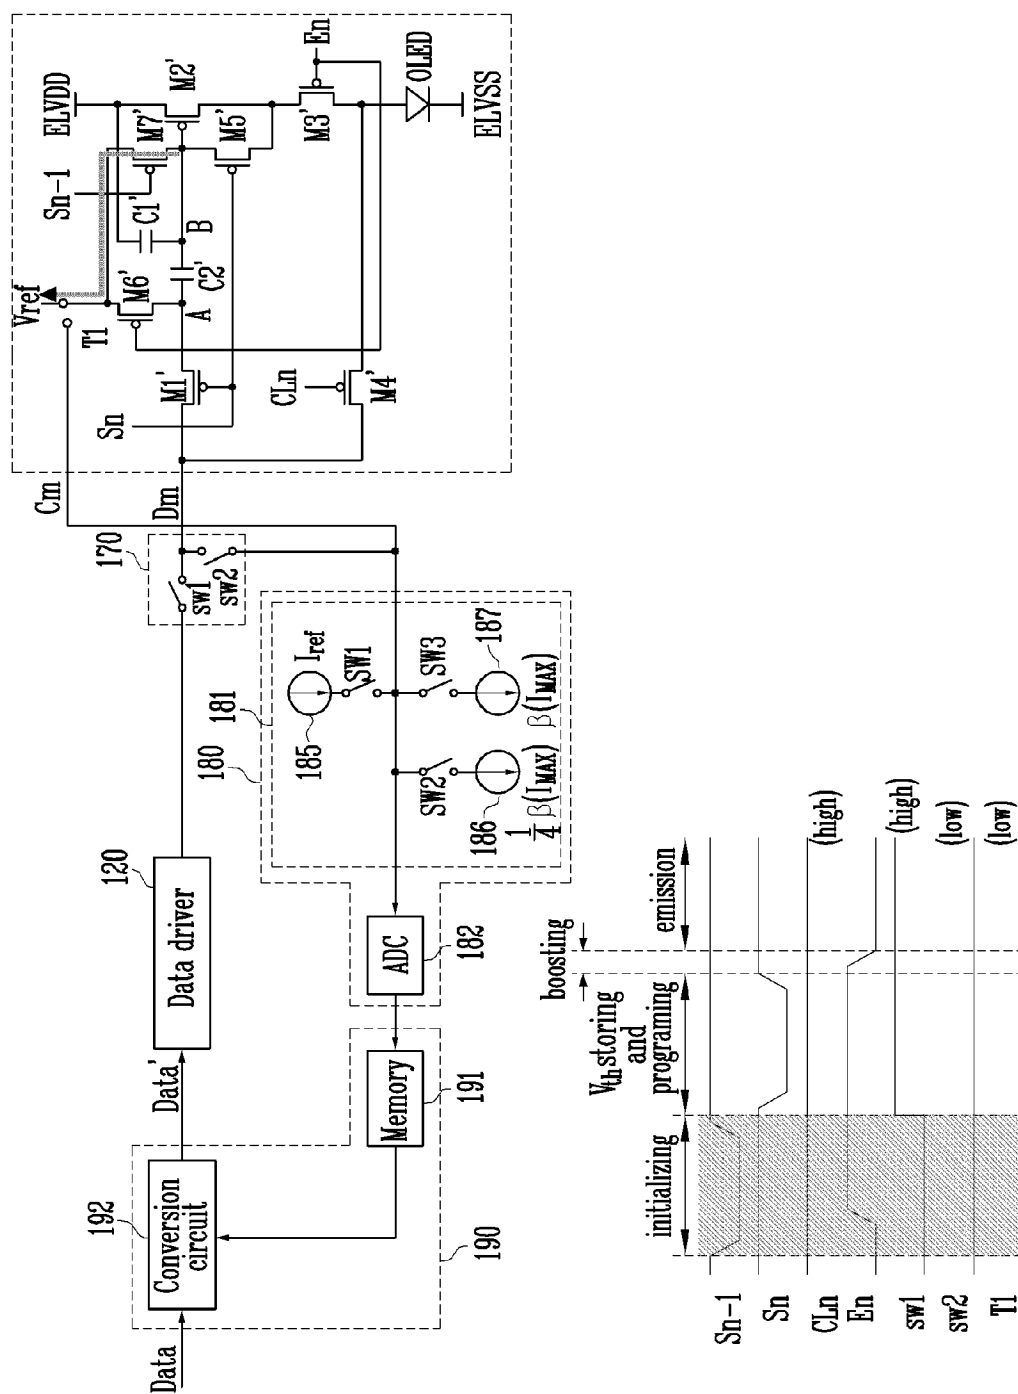 Data
192
Conversion
circuit
Data'
120
Data driver
190
Memory
191
ADC
182
180
181
185
Iref
SW1
SW2
SW3
186
1/4 β(IMAX)
187
β(IMAX)
170
sw1
sw2
Cm
Dm
Vref
T1
Sn
M1'
A
M6'
C2'
B
C1'
Sn-1
M7'
ELVDD
M2'
M5'
M3'
En
CLn
M4'
OLED
ELVSS
initializing
Vth storing
and
programing
boosting
emission
Sn-1
Sn
CLn
(high)
En
sw1
(high)
sw2
(low)
T1
(low)